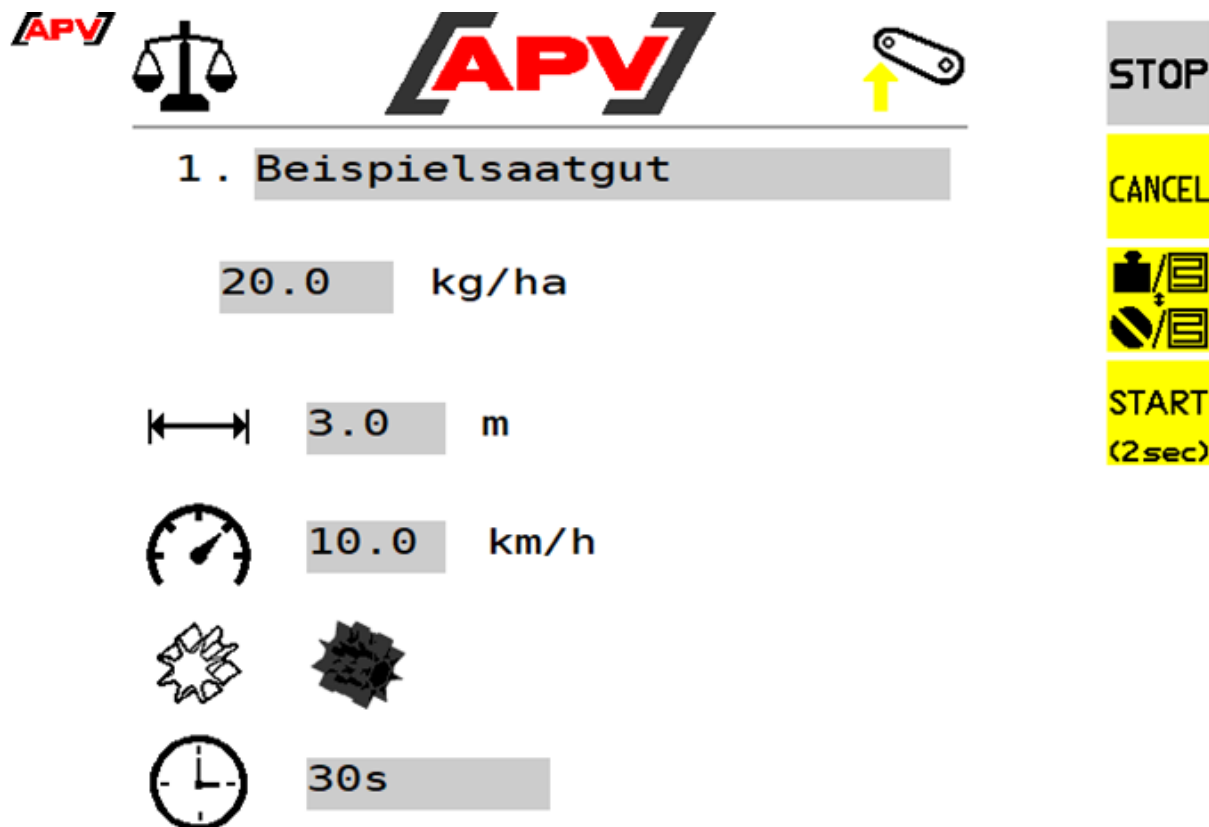 [APV]
[APV]
STOP
1. Beispielsaatgut
CANCEL
20.0 kg/ha
3.0 m
START
(2sec)
10.0 km/h
30s